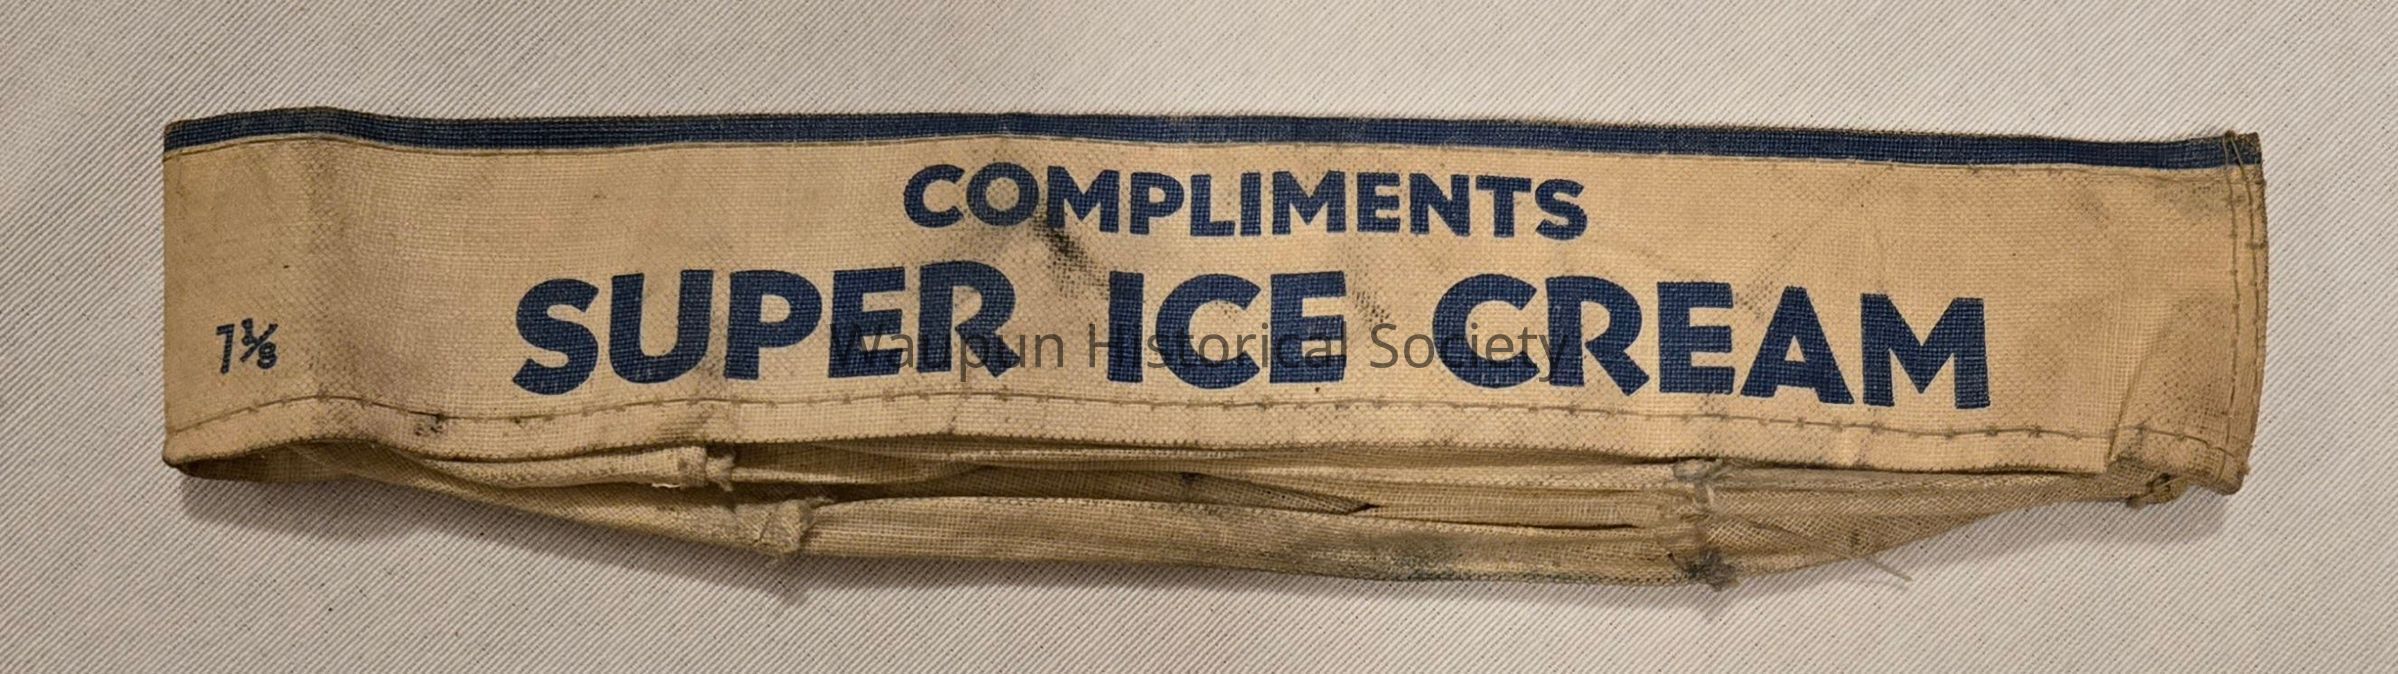 COMPLIMENTS
SUPER ICE CREAM
7 1/8
Waupun Historical Society